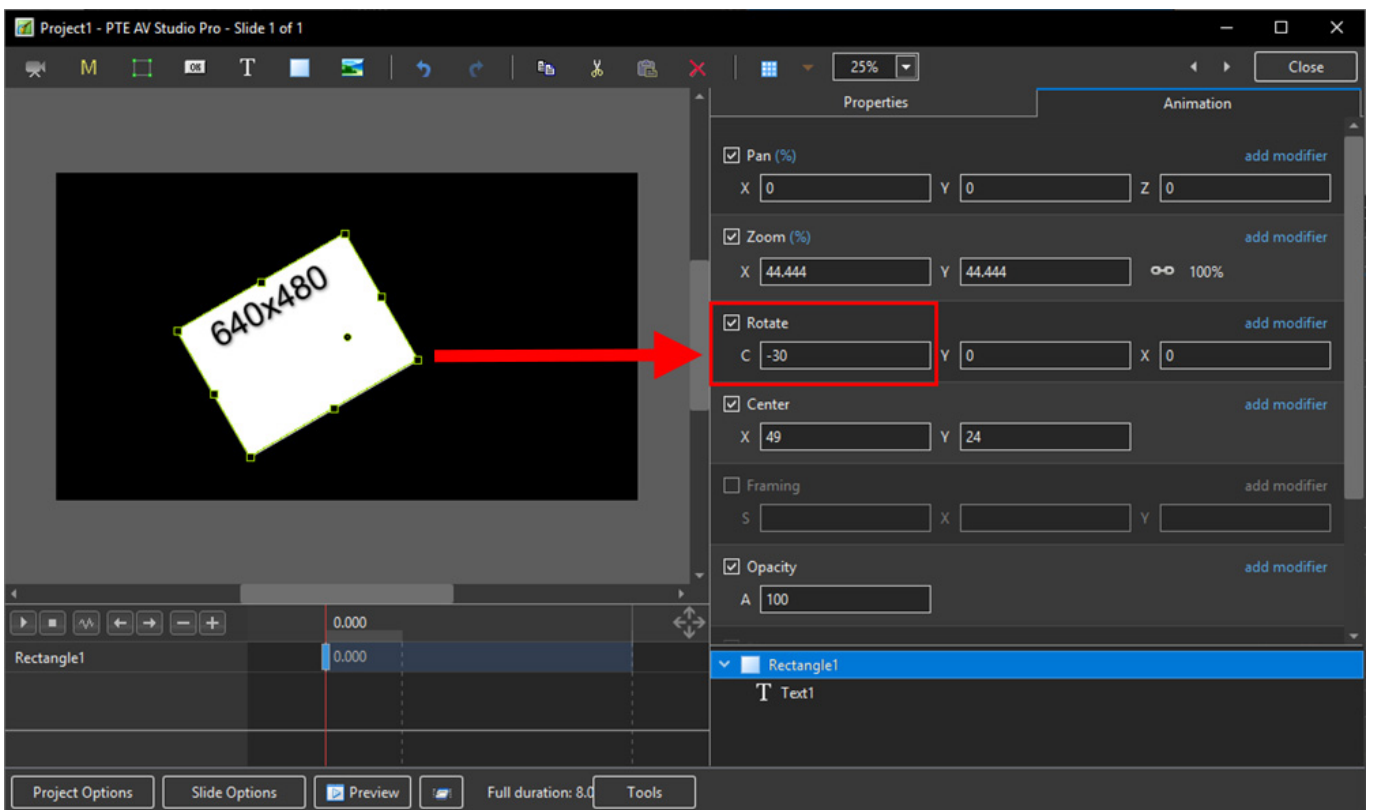 Project1 - PTE AV Studio Pro - Slide 1 of 1
M OK T 25% Close
Properties Animation
Pan (%) add modifier
X 0 Y 0 Z 0
Zoom (%) add modifier
X 44.444 Y 44.444 100%
640x480
Rotate add modifier
C -30 Y 0 X 0
Center add modifier
X 49 Y 24
Framing add modifier
S X Y
Opacity add modifier
A 100
0.000
Rectangle1 0.000
Rectangle1
T Text1
Project Options Slide Options Preview Full duration: 8.0 Tools